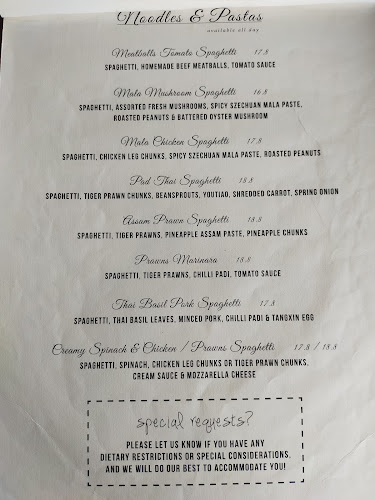 Noodles & Pastas
available all day
Meatballs Tomato Spaghetti 17.8
SPAGHETTI, HOMEMADE BEEF MEATBALLS, TOMATO SAUCE
Mala Mushroom Spaghetti 16.8
SPAGHETTI, ASSORTED FRESH MUSHROOMS, SPICY SZECHUAN MALA PASTE,
ROASTED PEANUTS & BATTERED OYSTER MUSHROOM
Mala Chicken Spaghetti 17.8
SPAGHETTI, CHICKEN LEG CHUNKS, SPICY SZECHUAN MALA PASTE, ROASTED PEANUTS
Pad Thai Spaghetti 18.8
SPAGHETTI, TIGER PRAWN CHUNKS, BEANSPROUTS, YOUTIAO, SHREDDED CARROT, SPRING ONION
Assam Prawn Spaghetti 18.8
SPAGHETTI, TIGER PRAWNS, PINEAPPLE ASSAM PASTE, PINEAPPLE CHUNKS
Prawns Marinara 18.8
SPAGHETTI, TIGER PRAWNS, CHILLI PADI, TOMATO SAUCE
Thai Basil Pork Spaghetti 17.8
SPAGHETTI, THAI BASIL LEAVES, MINCED PORK, CHILLI PADI & TANGXIN EGG
Creamy Spinach & Chicken / Prawns Spaghetti 17.8 / 18.8
SPAGHETTI, SPINACH, CHICKEN LEG CHUNKS OR TIGER PRAWN CHUNKS,
CREAM SAUCE & MOZZARELLA CHEESE
special requests?
PLEASE LET US KNOW IF YOU HAVE ANY
DIETARY RESTRICTIONS OR SPECIAL CONSIDERATIONS,
AND WE WILL DO OUR BEST TO ACCOMMODATE YOU!